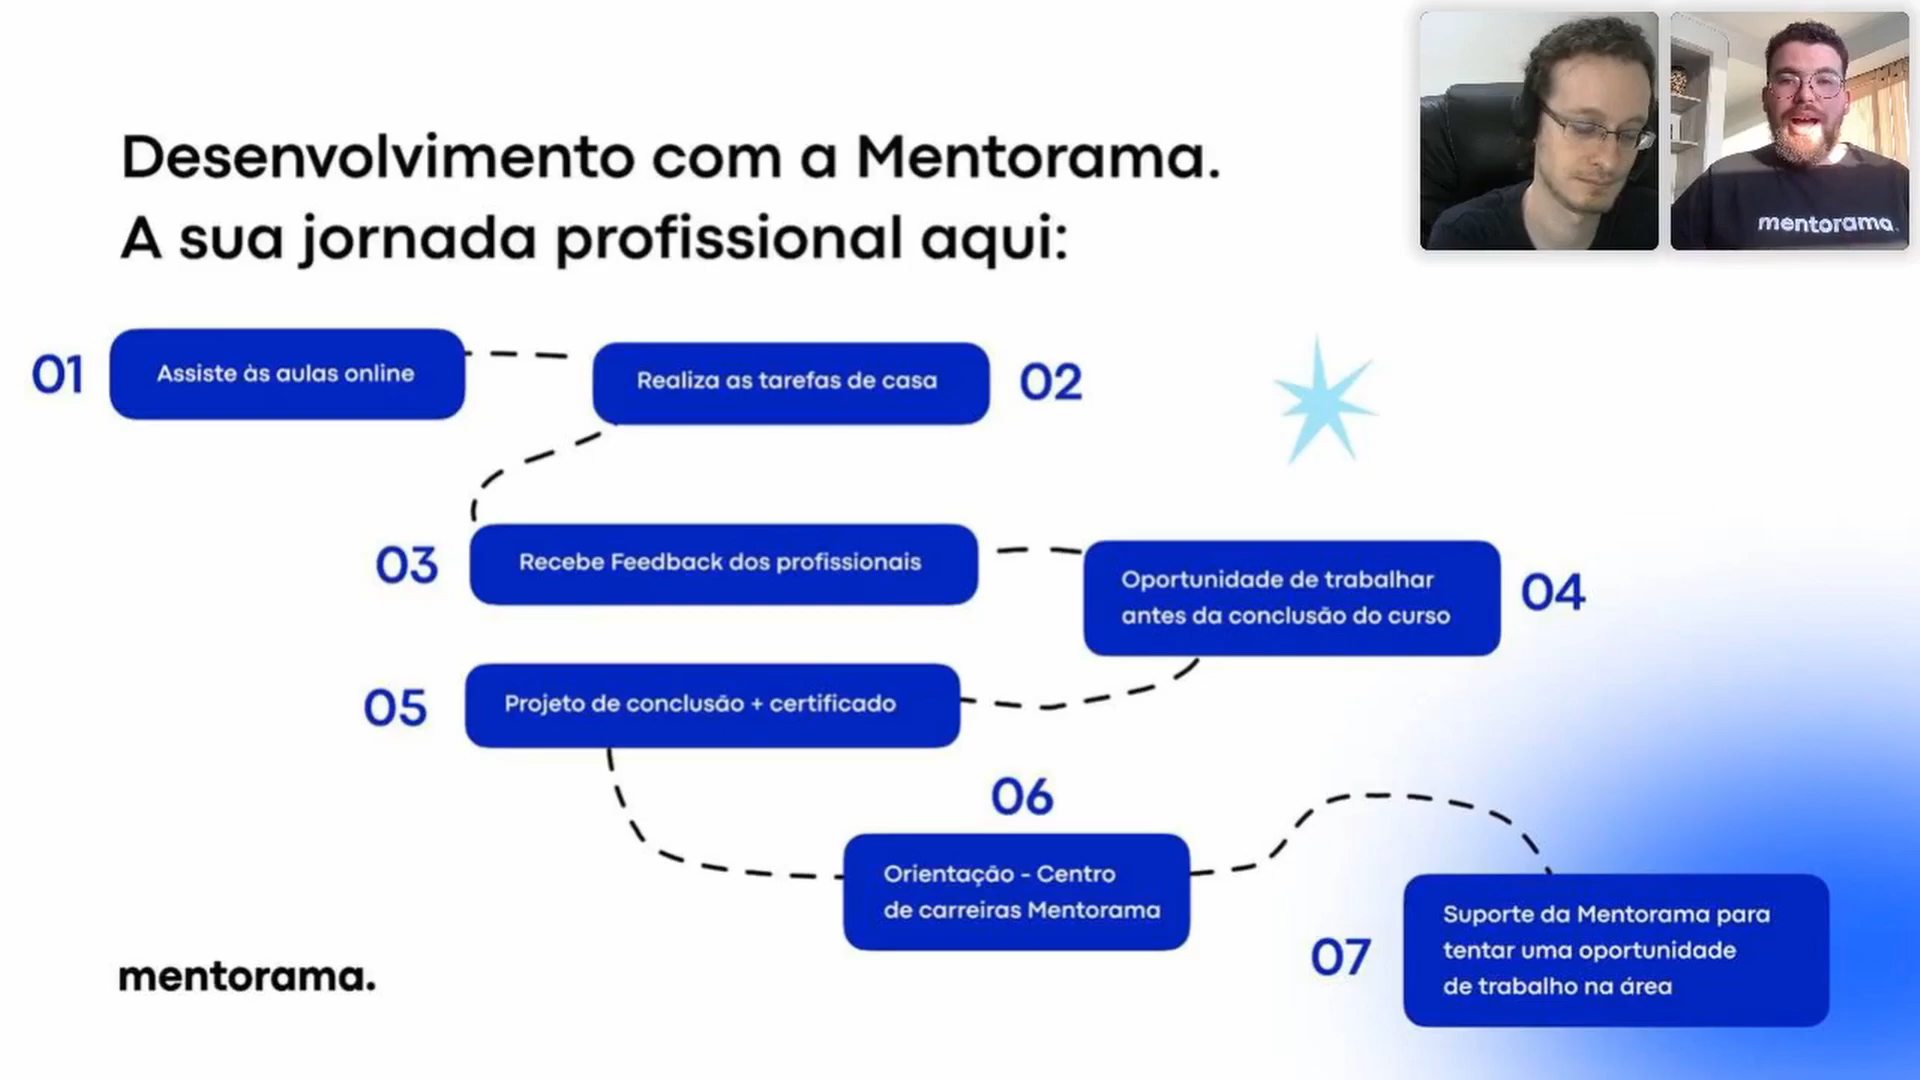 Desenvolvimento com a Mentorama.
A sua jornada profissional aqui:
01
Assiste às aulas online
Realiza as tarefas de casa
02
03
Recebe Feedback dos profissionais
Oportunidade de trabalhar
antes da conclusão do curso
04
05
Projeto de conclusão + certificado
06
Orientação - Centro
de carreiras Mentorama
07
Suporte da Mentorama para
tentar uma oportunidade
de trabalho na área
mentorama.
mentorama.